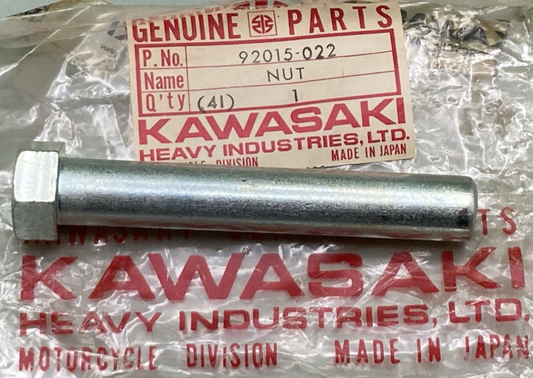 GENUINE PARTS
P. No. 92015-022
Name NUT
Q'ty (41) 1
KAWASAKI
HEAVY INDUSTRIES, LTD.
DIVISION MADE IN JAPAN
KAWASAKI
HEAVY INDUSTRIES, LTD.
MOTORCYCLE DIVISION MADE IN JAPAN